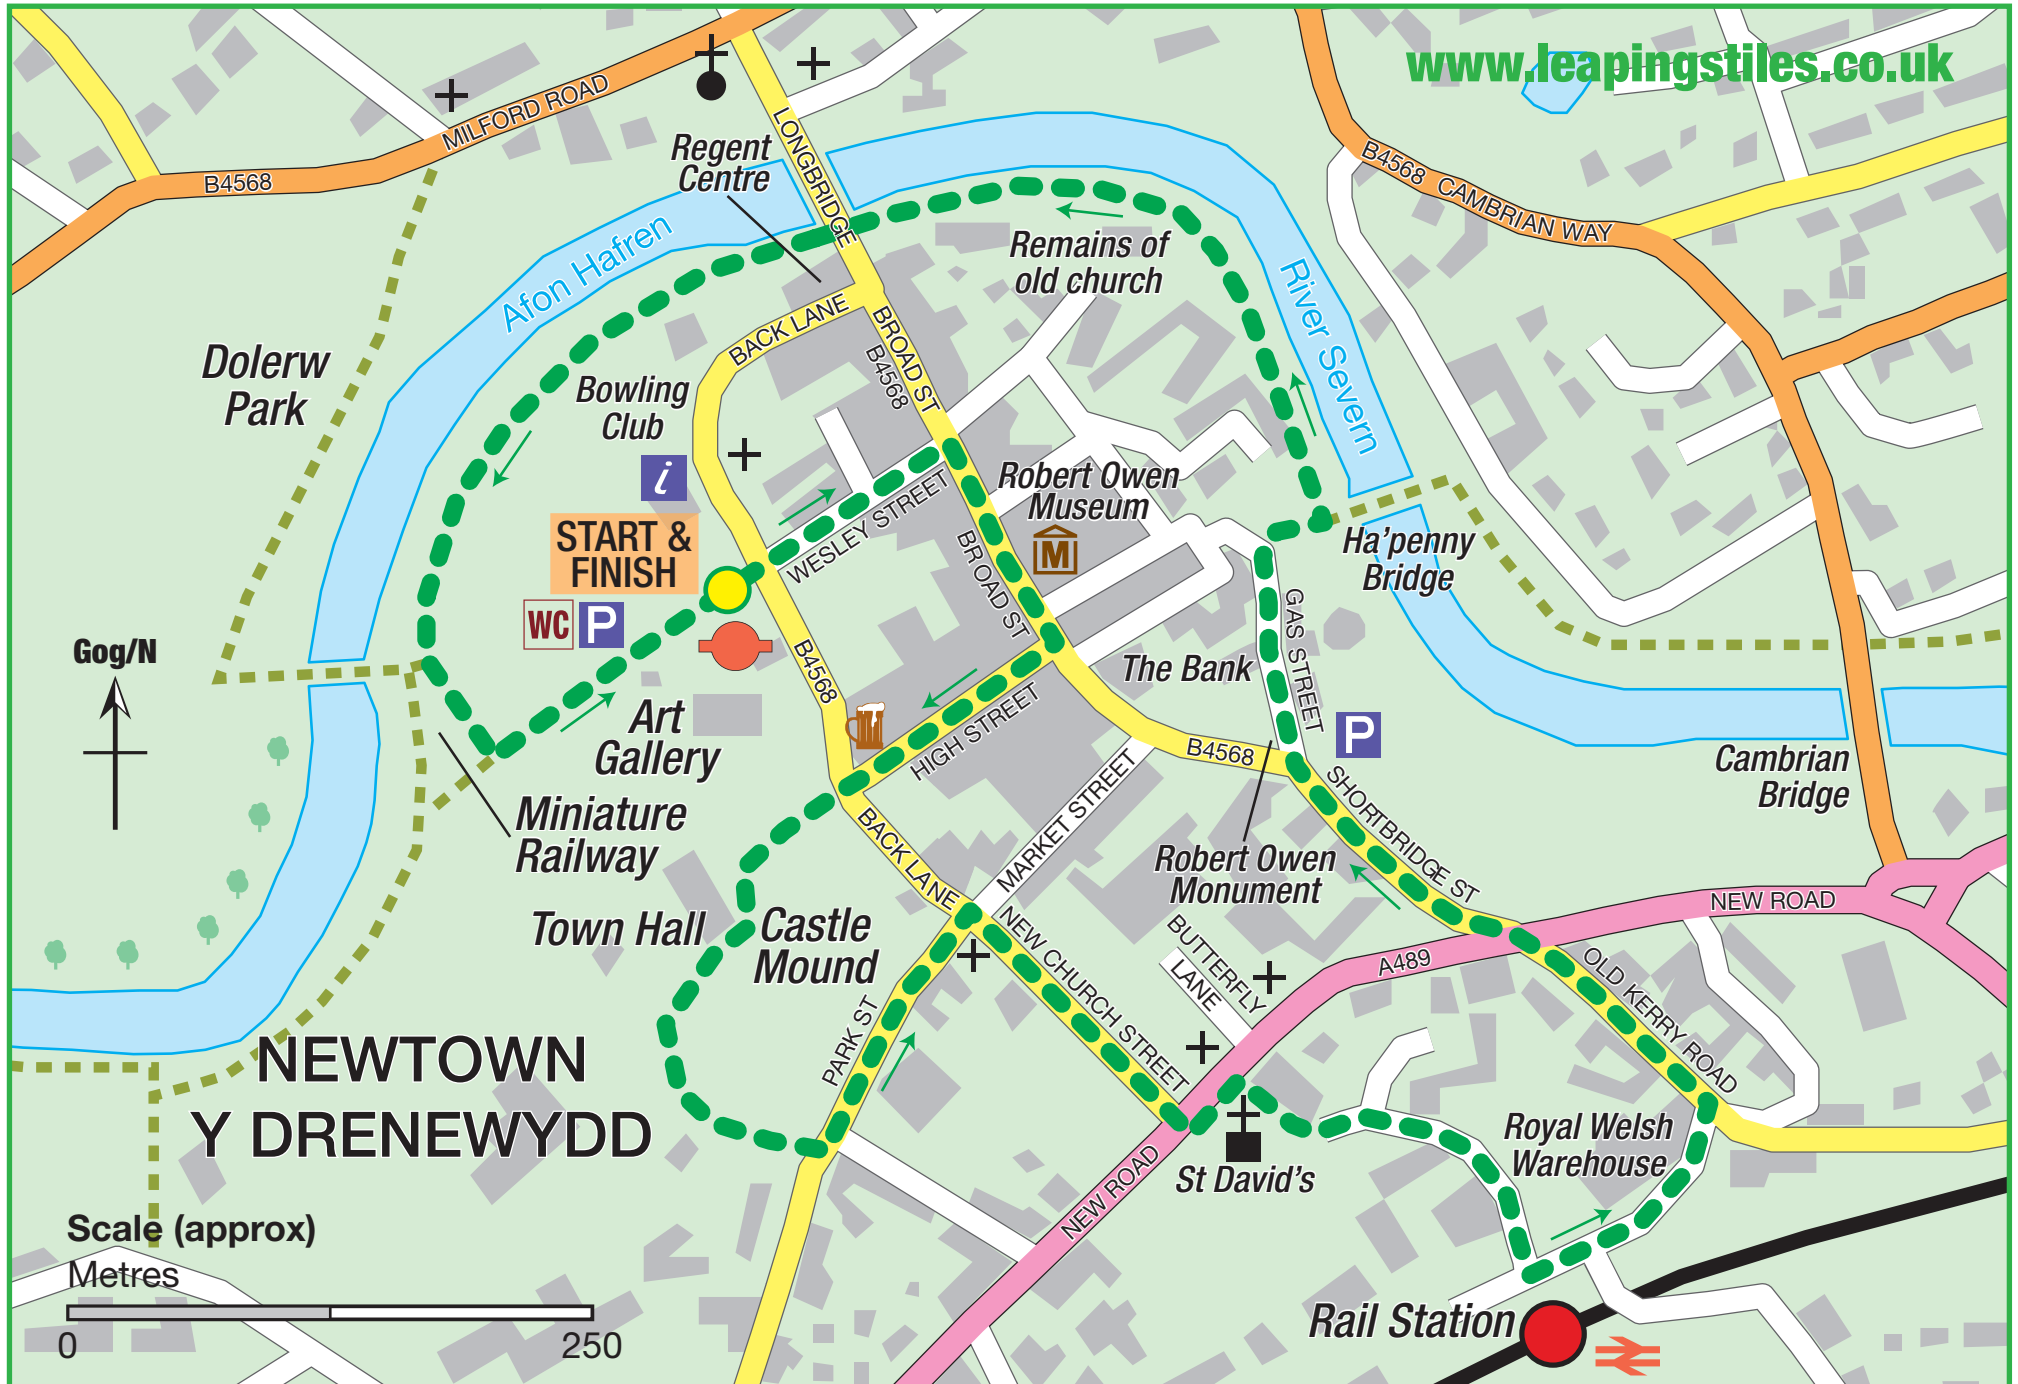 www.leapingstiles.co.uk
MILFORD ROAD
B4568
LONGBRIDGE
Regent
Centre
B4568 CAMBRIAN WAY
Afon Hafren
Remains of
old church
River Severn
BACK LANE
BROAD ST
B4568
Dolerw
Park
Bowling
Club
i
START &
FINISH
WC
P
WESLEY STREET
Robert Owen
Museum
M
BROAD ST
Ha'penny
Bridge
GAS STREET
Gog/N
B4568
The Bank
Art
Gallery
HIGH STREET
B4568
P
MARKET STREET
SHORTBRIDGE ST
Cambrian
Bridge
Miniature
Railway
BACK LANE
Robert Owen
Monument
Town Hall
Castle
Mound
NEW CHURCH STREET
BUTTERFLY
LANE
A489
NEW ROAD
OLD KERRY ROAD
PARK ST
NEWTOWN
Y DRENEWYDD
Royal Welsh
Warehouse
St David's
NEW ROAD
Scale (approx)
Metres
0
250
Rail Station